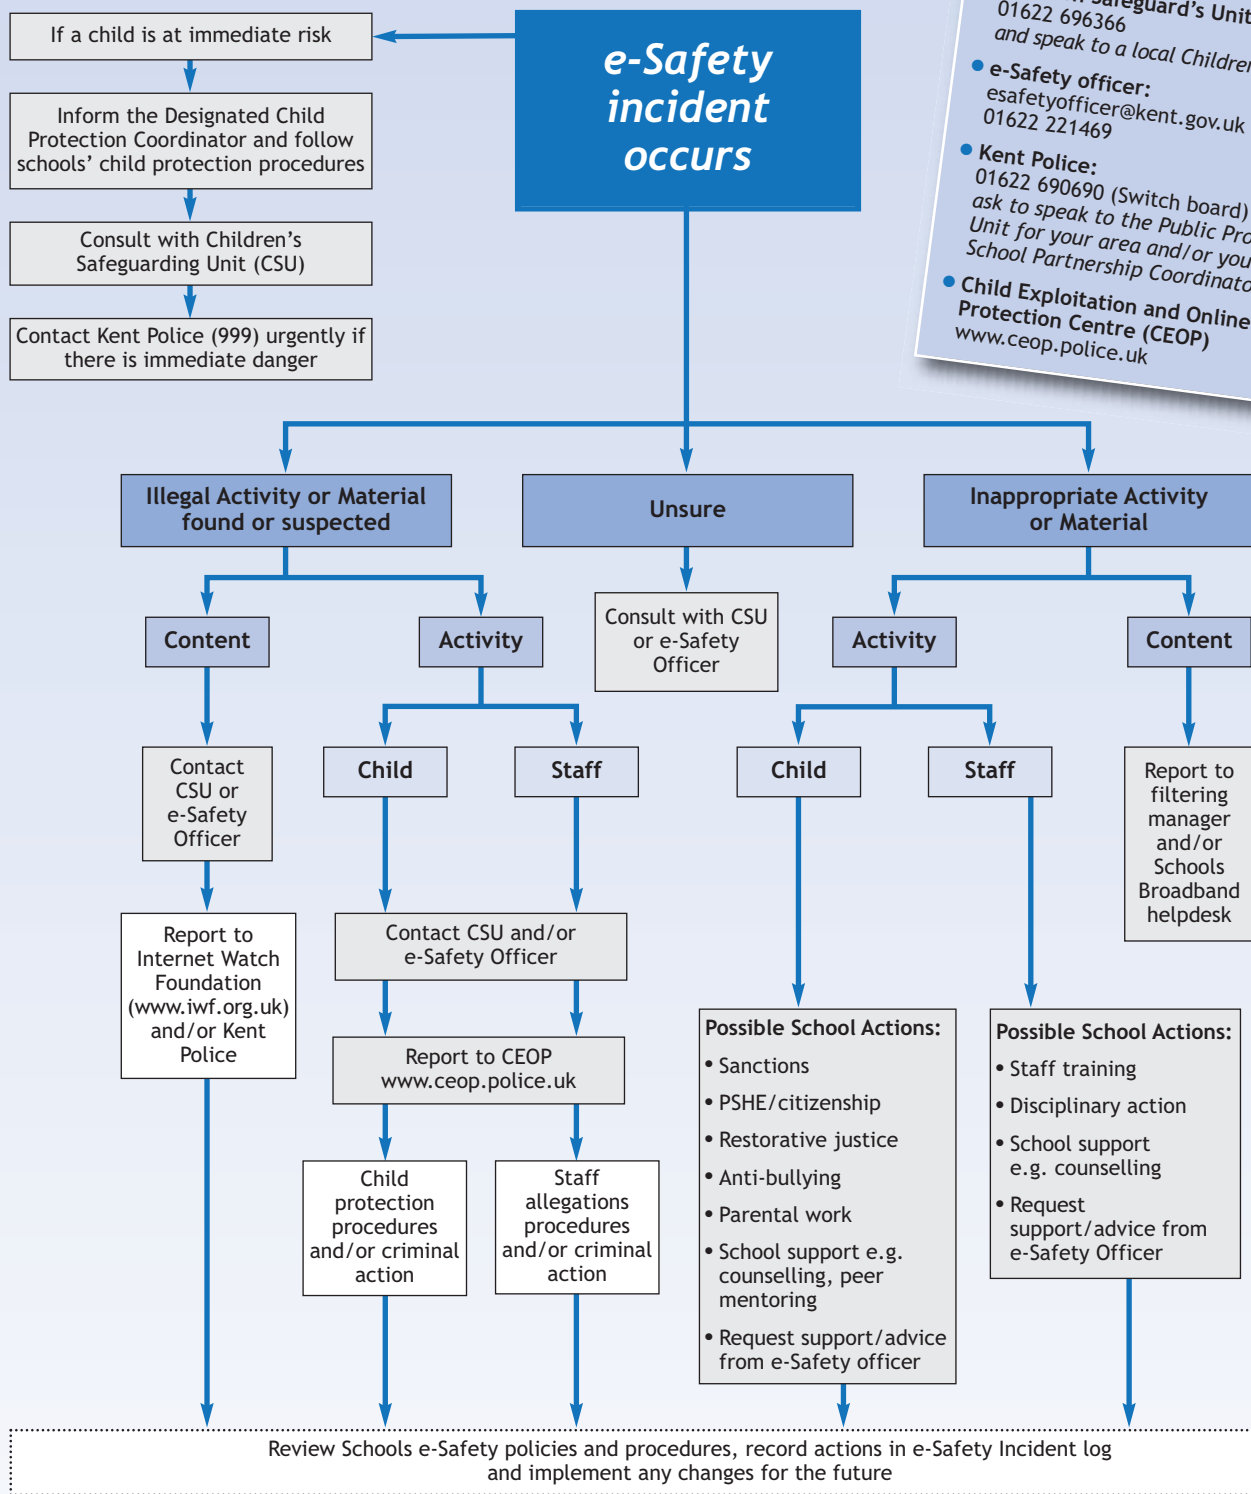 If a child is at immediate risk
Inform the Designated Child
Protection Coordinator and follow
schools’ child protection procedures
Consult with Children’s
Safeguarding Unit (CSU)
Contact Kent Police (999) urgently if
there is immediate danger
e-Safety
incident
occurs
Safeguard’s Unit
01622 696366
and speak to a local
• e-Safety officer:
esafetyofficer@kent.gov.uk
01622 221469
• Kent Police:
01622 690690 (Switch board)
ask to speak to the Public
Unit for your area and/or
School Partnership
• Child Exploitation and Online
Protection Centre (CEOP)
www.ceop.police.uk
Illegal Activity or Material
found or suspected
Unsure
Inappropriate Activity
or Material
Content
Activity
Consult with CSU
or e-Safety
Officer
Activity
Content
Contact
CSU or
e-Safety
Officer
Child
Staff
Child
Staff
Report to
filtering
manager
and/or
Schools
Broadband
helpdesk
Report to
Internet Watch
Foundation
(www.iwf.org.uk)
and/or Kent
Police
Contact CSU and/or
e-Safety Officer
Report to CEOP
www.ceop.police.uk
Child
protection
procedures
and/or criminal
action
Staff
allegations
procedures
and/or criminal
action
Possible School Actions:
• Sanctions
• PSHE/citizenship
• Restorative justice
• Anti-bullying
• Parental work
• School support e.g.
counselling, peer
mentoring
• Request support/advice
from e-Safety officer
Possible School Actions:
• Staff training
• Disciplinary action
• School support
e.g. counselling
• Request
support/advice from
e-Safety Officer
Review Schools e-Safety policies and procedures, record actions in e-Safety Incident log
and implement any changes for the future